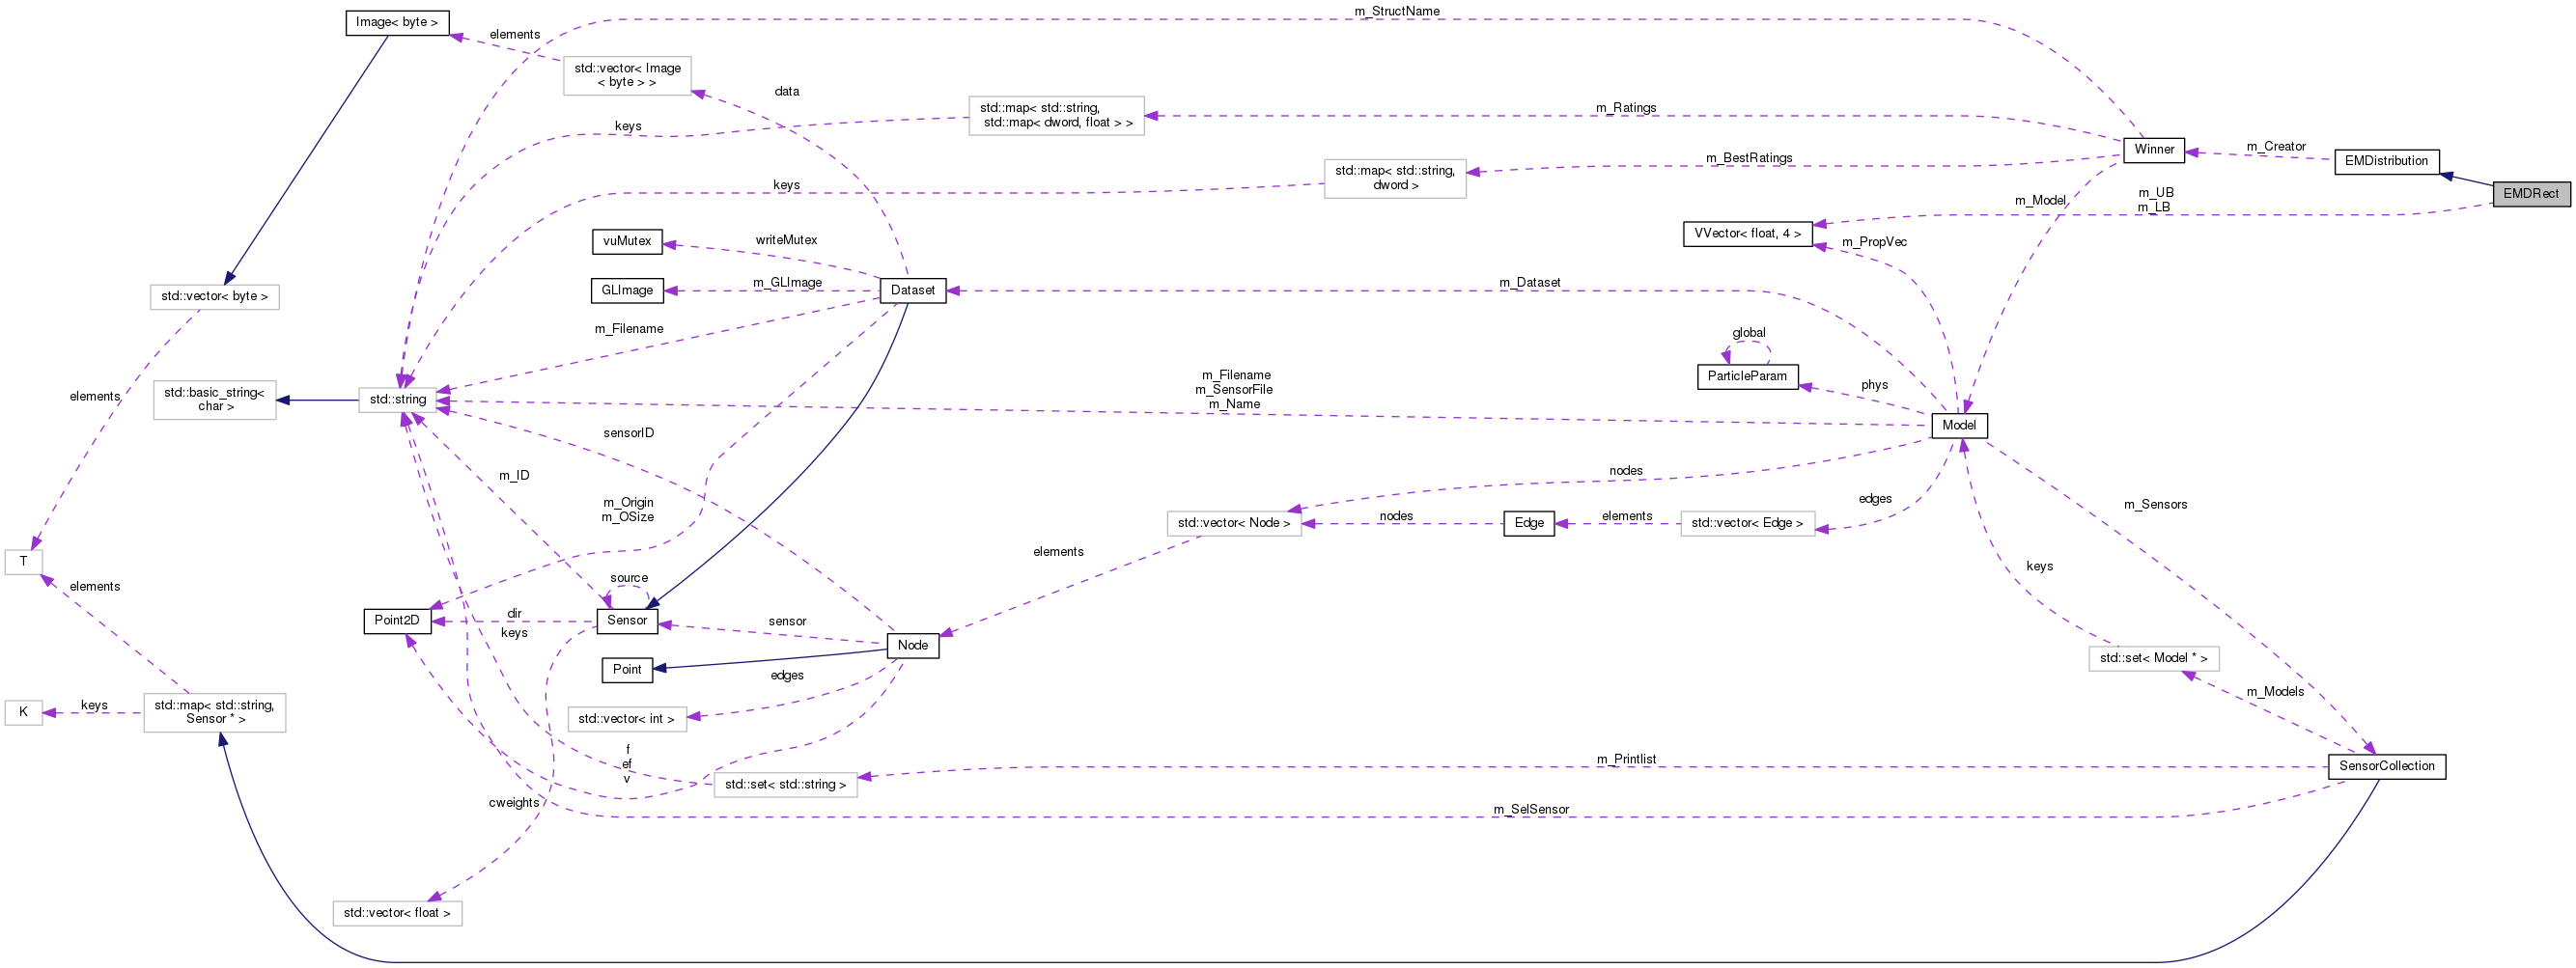 m_StructName
Image< byte >
elements
std::vector< Image
< byte > >
data
std::map< std::string,
std::map< dword, float > >
m_Ratings
keys
Winner
m_Creator
EMDistribution
m_BestRatings
std::map< std::string,
dword >
keys
EMDRect
m_UB
m_LB
m_Model
VVector< float, 4 >
m_PropVec
vuMutex
writeMutex
GLImage
m_GLImage
Dataset
m_Dataset
std::vector< byte >
m_Filename
global
ParticleParam
phys
elements
std::basic_string<
char >
std::string
m_Filename
m_SensorFile
m_Name
Model
sensorID
m_ID
nodes
edges
m_Sensors
m_Origin
m_OSize
std::vector< Node >
nodes
Edge
elements
std::vector< Edge >
elements
T
elements
source
keys
dir
Point2D
Sensor
sensor
keys
Node
Point
edges
std::set< Model * >
m_Models
K
keys
std::map< std::string,
Sensor * >
std::vector< int >
f
ef
v
std::set< std::string >
m_Printlist
SensorCollection
cweights
m_SelSensor
std::vector< float >